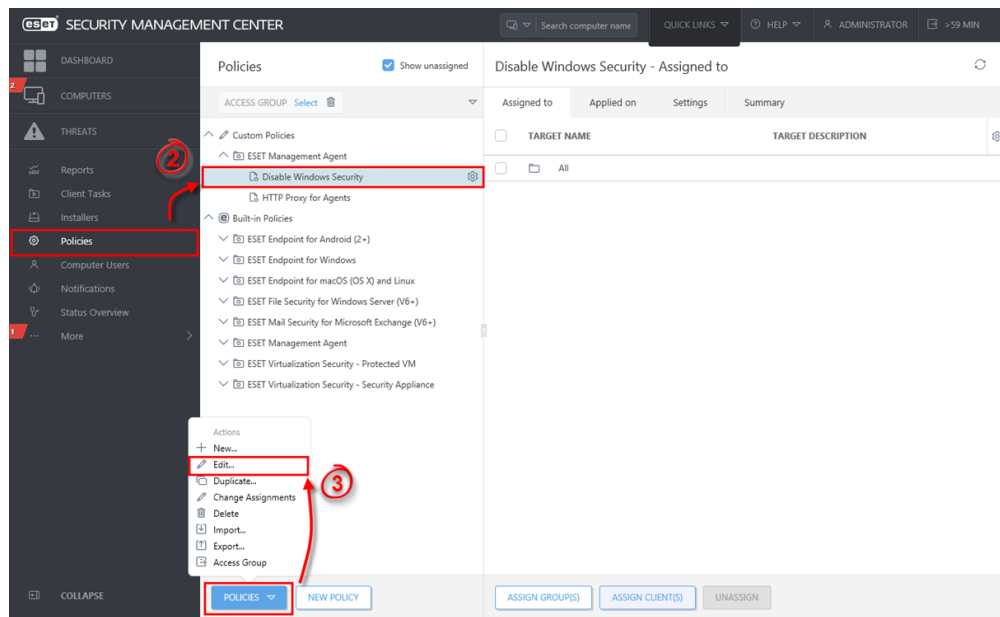 eset SECURITY MANAGEMENT CENTER
Search computer name
QUICK LINKS
HELP
ADMINISTRATOR
>59 MIN
DASHBOARD
2
COMPUTERS
THREATS
Reports
Client Tasks
Installers
Policies
Computer Users
Notifications
Status Overview
1
More
COLLAPSE
2
Policies
Show unassigned
ACCESS GROUP Select
Custom Policies
ESET Management Agent
Disable Windows Security
HTTP Proxy for Agents
Built-in Policies
ESET Endpoint for Android (2+)
ESET Endpoint for Windows
ESET Endpoint for macOS (OS X) and Linux
ESET File Security for Windows Server (V6+)
ESET Mail Security for Microsoft Exchange (V6+)
ESET Management Agent
ESET Virtualization Security - Protected VM
ESET Virtualization Security - Security Appliance
Actions
New...
Edit...
Duplicate...
Change Assignments
Delete
Import...
Export...
Access Group
3
POLICIES
NEW POLICY
Disable Windows Security - Assigned to
Assigned to
Applied on
Settings
Summary
TARGET NAME
TARGET DESCRIPTION
All
ASSIGN GROUP(S)
ASSIGN CLIENT(S)
UNASSIGN